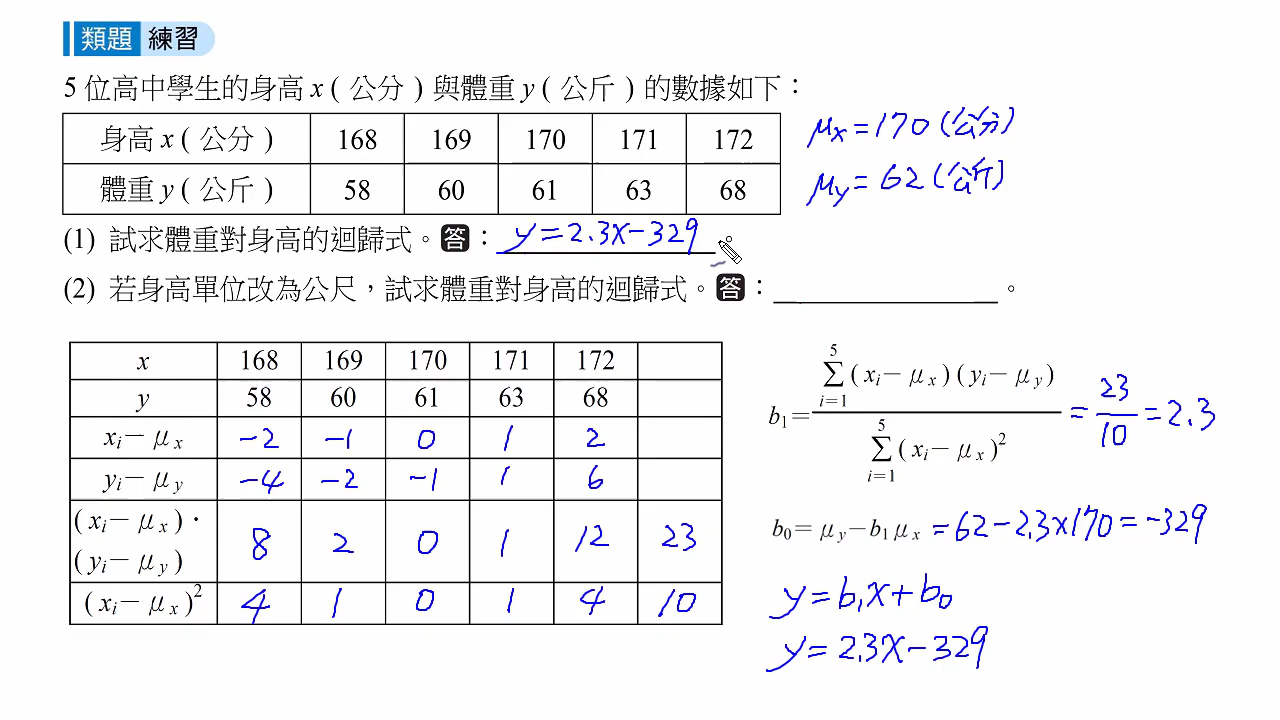 類題 練習
5 位高中學生的身高 x ( 公分 ) 與體重 y ( 公斤 ) 的數據如下：
身高 x ( 公分 ) 168 169 170 171 172
體重 y ( 公斤 ) 58 60 61 63 68
μx = 170 (公分)
μy = 62 (公斤)
(1) 試求體重對身高的迴歸式。答： y = 2.3x - 329 。
(2) 若身高單位改為公尺，試求體重對身高的迴歸式。答： 。
x 168 169 170 171 172
y 58 60 61 63 68
xi − μx -2 -1 0 1 2
yi − μy -4 -2 -1 1 6
( xi − μx ) · ( yi − μy ) 8 2 0 1 12 23
( xi − μx )² 4 1 0 1 4 10
b1 = Σ(i=1→5) ( xi − μx ) ( yi − μy ) / Σ(i=1→5) ( xi − μx )² = 23/10 = 2.3
b0 = μy − b1 μx = 62 - 2.3 × 170 = -329
y = b1x + b0
y = 2.3x - 329